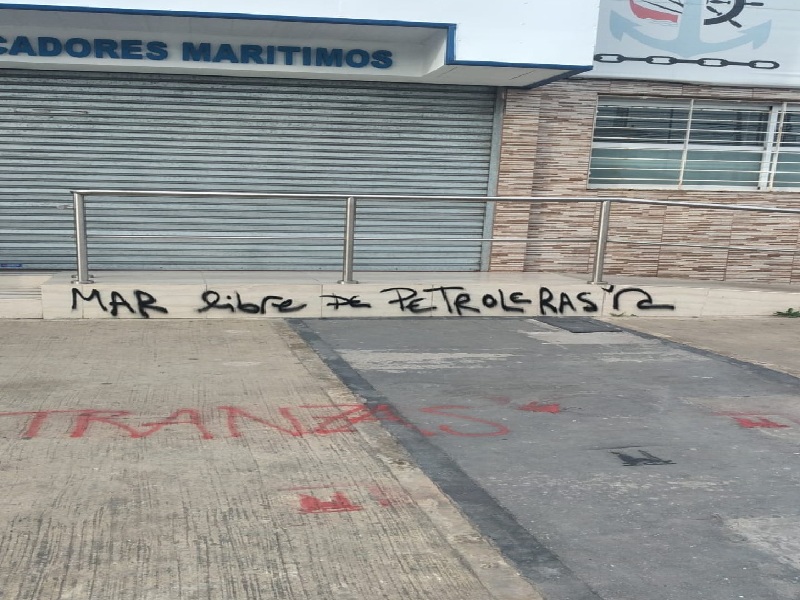 CADORES MARITIMOS
MAR libre DE PETROLERAS
TRANZAS